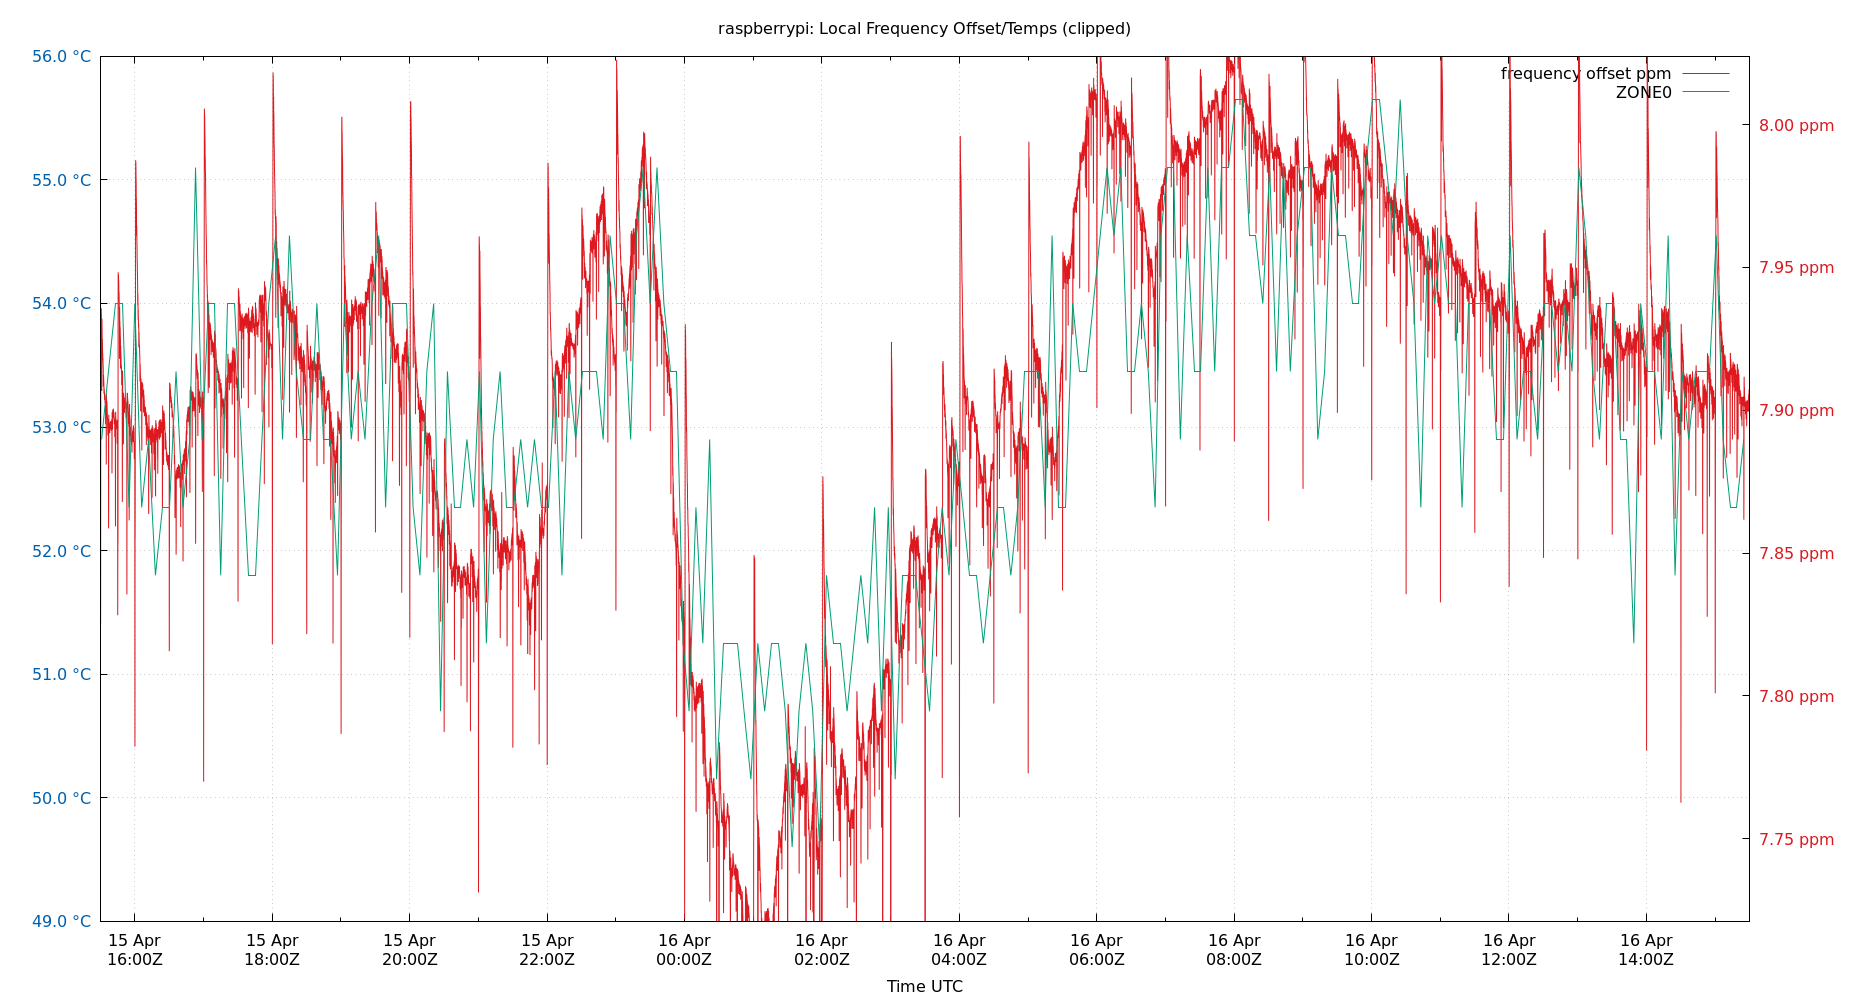 raspberrypi: Local Frequency Offset/Temps (clipped)
56.0 °C
55.0 °C
54.0 °C
53.0 °C
52.0 °C
51.0 °C
50.0 °C
49.0 °C
frequency offset ppm
ZONE0
8.00 ppm
7.95 ppm
7.90 ppm
7.85 ppm
7.80 ppm
7.75 ppm
15 Apr 15 Apr 15 Apr 15 Apr 16 Apr 16 Apr 16 Apr 16 Apr 16 Apr 16 Apr 16 Apr 16 Apr
16:00Z 18:00Z 20:00Z 22:00Z 00:00Z 02:00Z 04:00Z 06:00Z 08:00Z 10:00Z 12:00Z 14:00Z
Time UTC